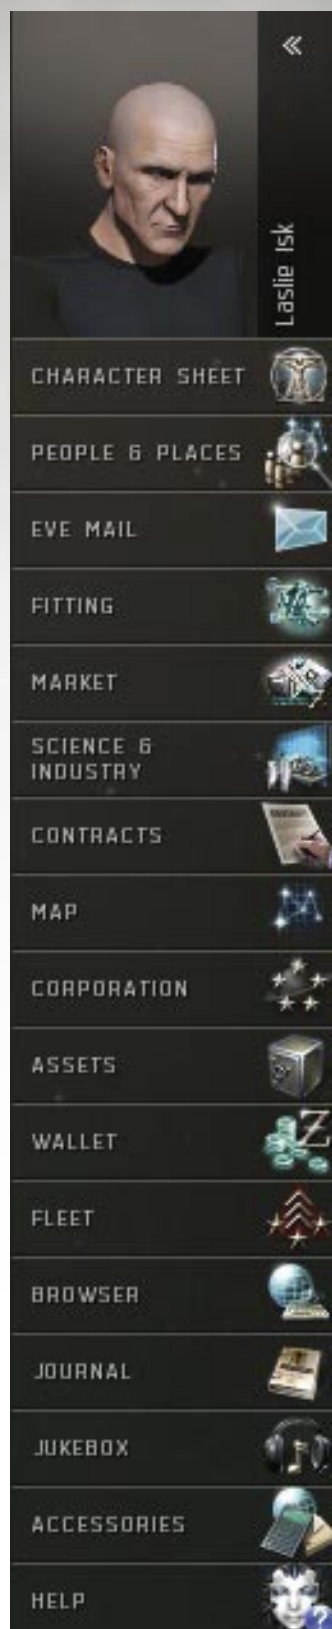 Laslie Isk
CHARACTER SHEET
PEOPLE & PLACES
EVE MAIL
FITTING
MARKET
SCIENCE &
INDUSTRY
CONTRACTS
MAP
CORPORATION
ASSETS
WALLET
FLEET
BROWSER
JOURNAL
JUKEBOX
ACCESSORIES
HELP